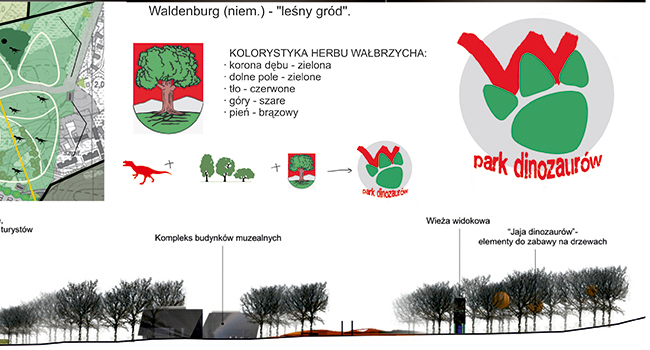 Waldenburg (niem.) - "leśny gród".
KOLORYSTYKA HERBU WAŁBRZYCHA:
· korona dębu - zielona
· dolne pole - zielone
· tło - czerwone
· góry - szare
· pień - brązowy
park dinozaurów
+
+
park dinozaurów
turystów
Kompleks budynków muzealnych
Wieża widokowa
"Jaja dinozaurów"-
elementy do zabawy na drzewach